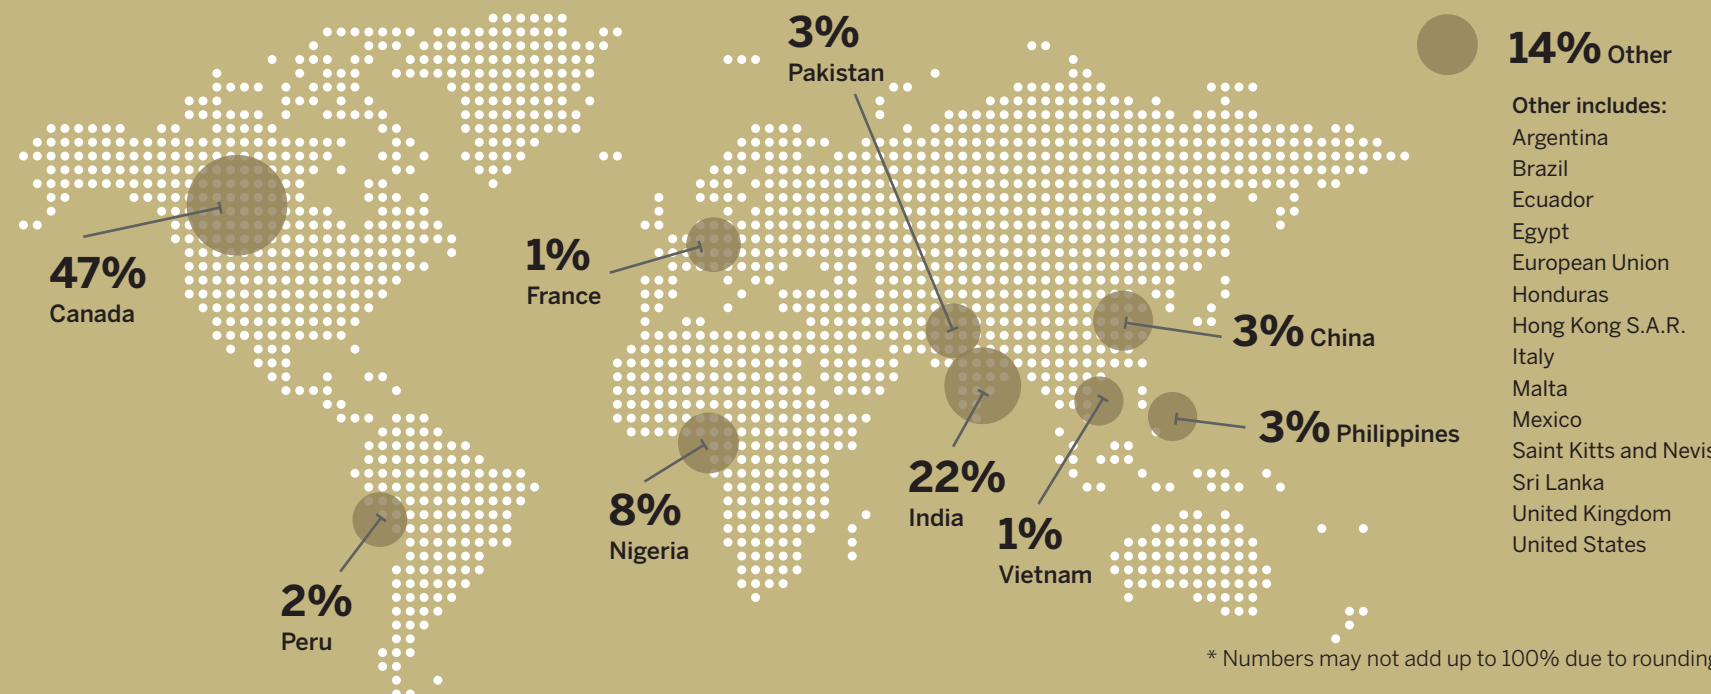 3%
Pakistan
14% Other
Other includes:
Argentina
Brazil
Ecuador
Egypt
European Union
Honduras
Hong Kong S.A.R.
Italy
Malta
Mexico
Saint Kitts and Nevis
Sri Lanka
United Kingdom
United States
47%
Canada
1%
France
3% China
3% Philippines
22%
India
8%
Nigeria
1%
Vietnam
2%
Peru
* Numbers may not add up to 100% due to rounding